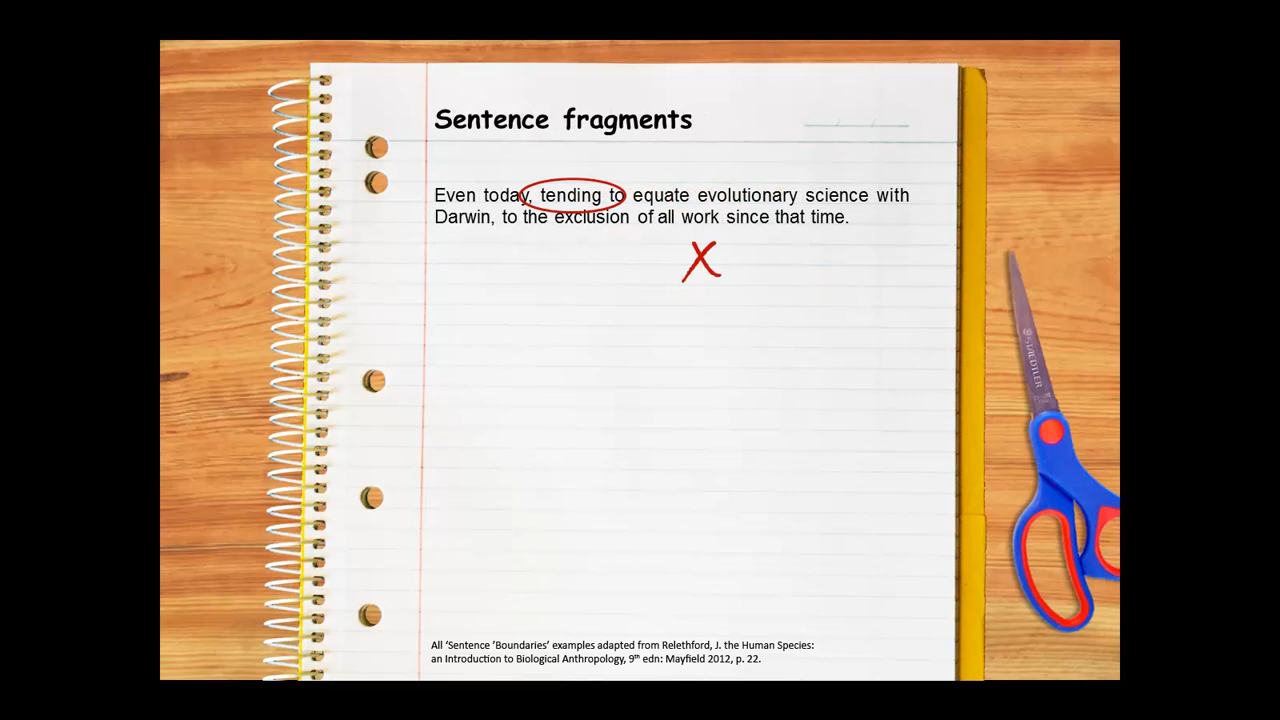 Sentence fragments
Even today, tending to equate evolutionary science with
Darwin, to the exclusion of all work since that time.
X
STAEDTLER
All ‘Sentence ’Boundaries’ examples adapted from Relethford, J. the Human Species:
an Introduction to Biological Anthropology, 9th edn: Mayfield 2012, p. 22.